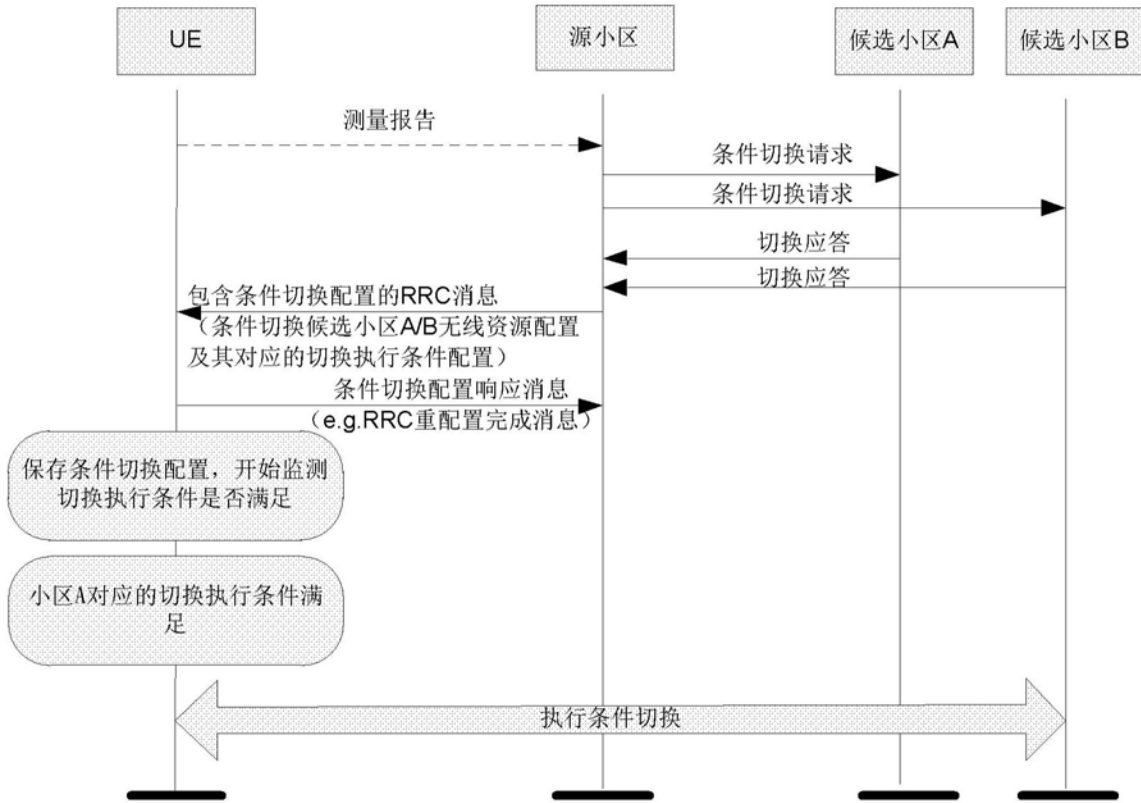 UE
源小区
候选小区A
候选小区B
测量报告
条件切换请求
条件切换请求
切换应答
切换应答
包含条件切换配置的RRC消息
（条件切换候选小区A/B无线资源配置
及其对应的切换执行条件配置）
条件切换配置响应消息
（e.g.RRC重配置完成消息）
保存条件切换配置，开始监测
切换执行条件是否满足
小区A对应的切换执行条件满
足
执行条件切换